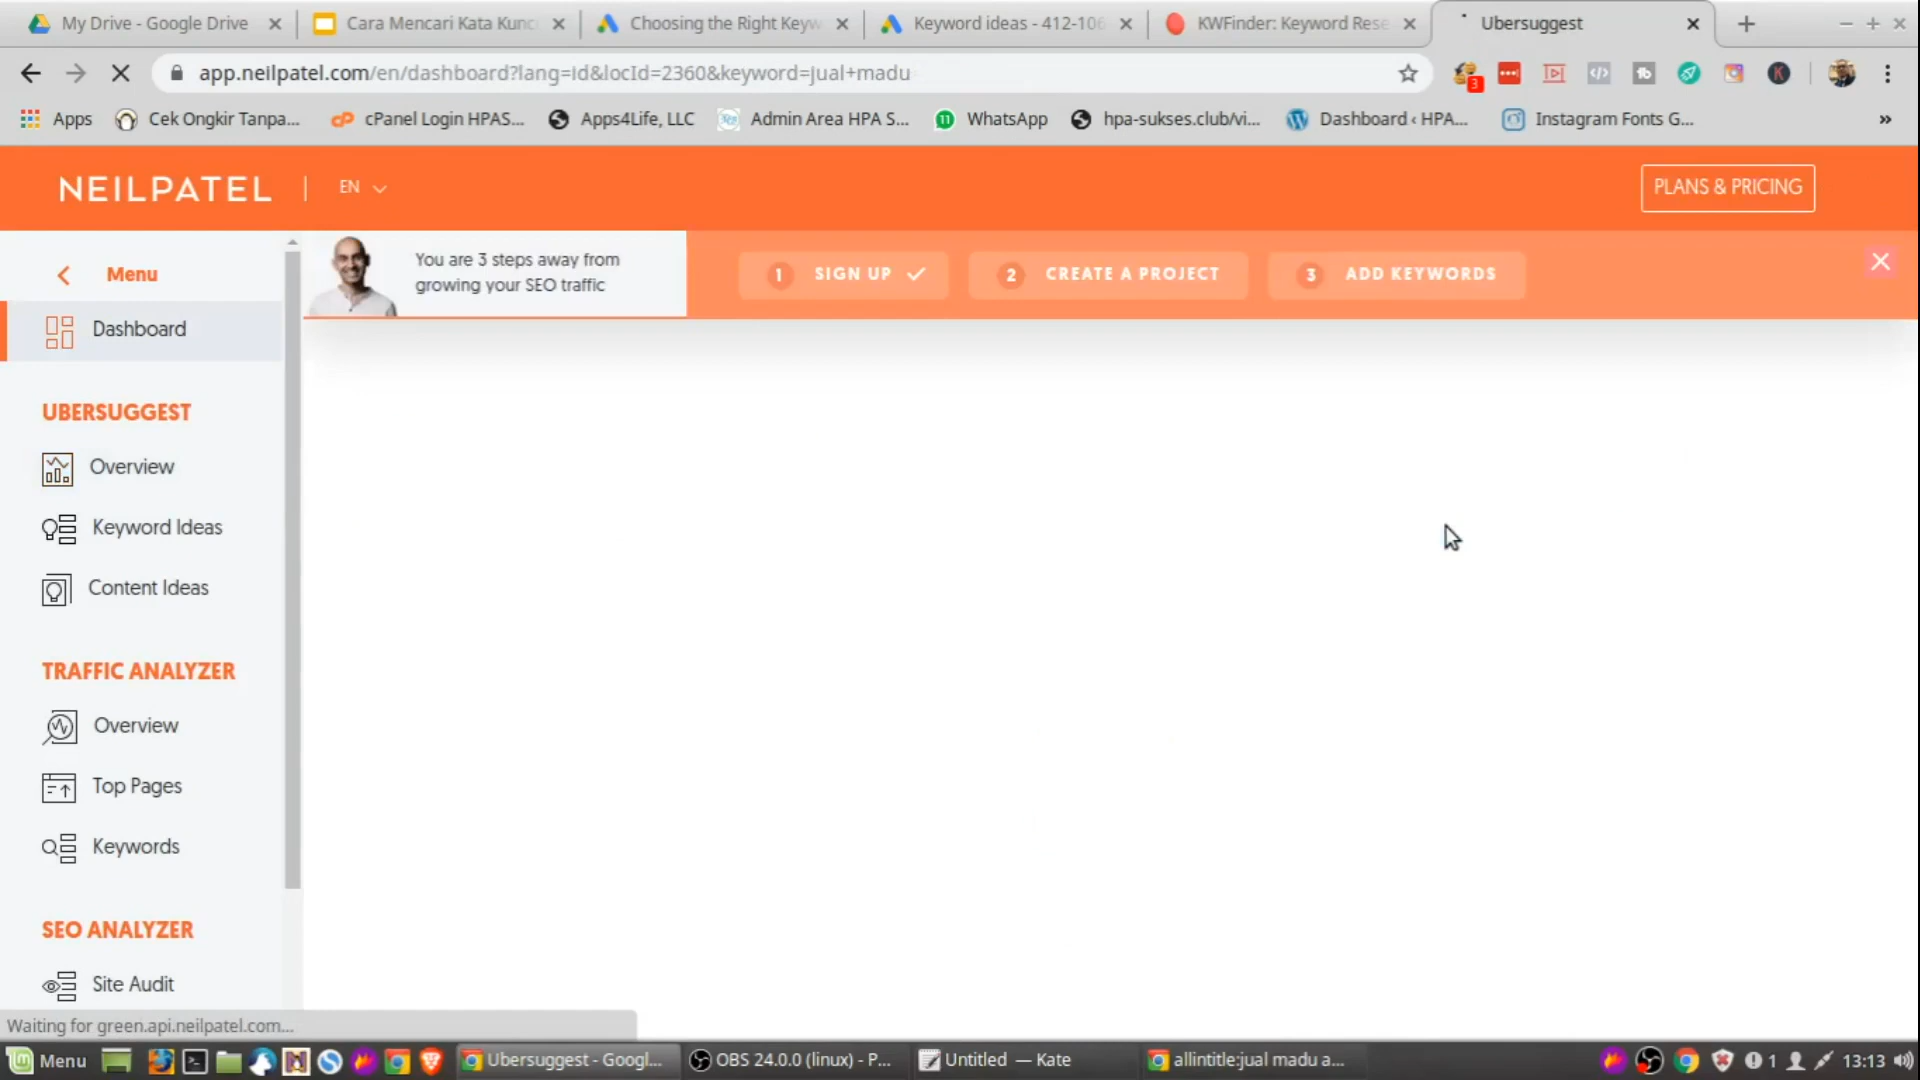 My Drive - Google Drive
Cara Mencari Kata Kunc
Choosing the Right Keyw
Keyword ideas - 412-106
KWFinder: Keyword Rese
Ubersuggest
app.neilpatel.com/en/dashboard?lang=id&locId=2360&keyword=jual+madu
3
Apps
Cek Ongkir Tanpa...
cPanel Login HPAS...
Apps4Life, LLC
Admin Area HPA S...
11
WhatsApp
hpa-sukses.club/vi...
Dashboard ‹ HPA...
Instagram Fonts G...
»
NEILPATEL
EN
PLANS & PRICING
Menu
You are 3 steps away from
growing your SEO traffic
1 SIGN UP
2 CREATE A PROJECT
3 ADD KEYWORDS
Dashboard
UBERSUGGEST
Overview
Keyword Ideas
Content Ideas
TRAFFIC ANALYZER
Overview
Top Pages
Keywords
SEO ANALYZER
Site Audit
Waiting for green.api.neilpatel.com...
Menu
Ubersuggest - Googl...
OBS 24.0.0 (linux) - P...
Untitled — Kate
allintitle:jual madu a...
1
13:13